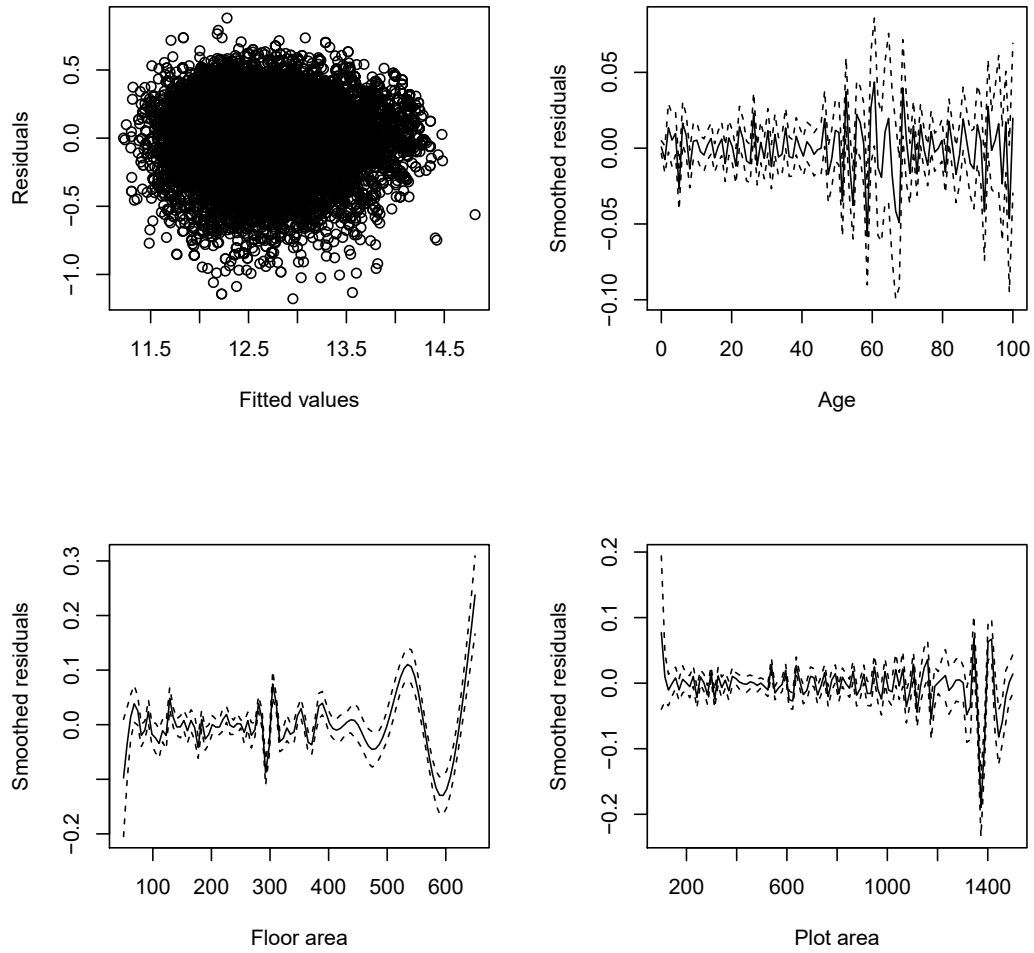 0.5
0.0
−0.5
−1.0
Residuals
11.5 12.5 13.5 14.5
Fitted values
0.05
0.00
−0.05
−0.10
Smoothed residuals
0 20 40 60 80 100
Age
0.3
0.2
0.1
0.0
−0.2
Smoothed residuals
100 200 300 400 500 600
Floor area
0.2
0.1
0.0
−0.1
−0.2
Smoothed residuals
200 600 1000 1400
Plot area